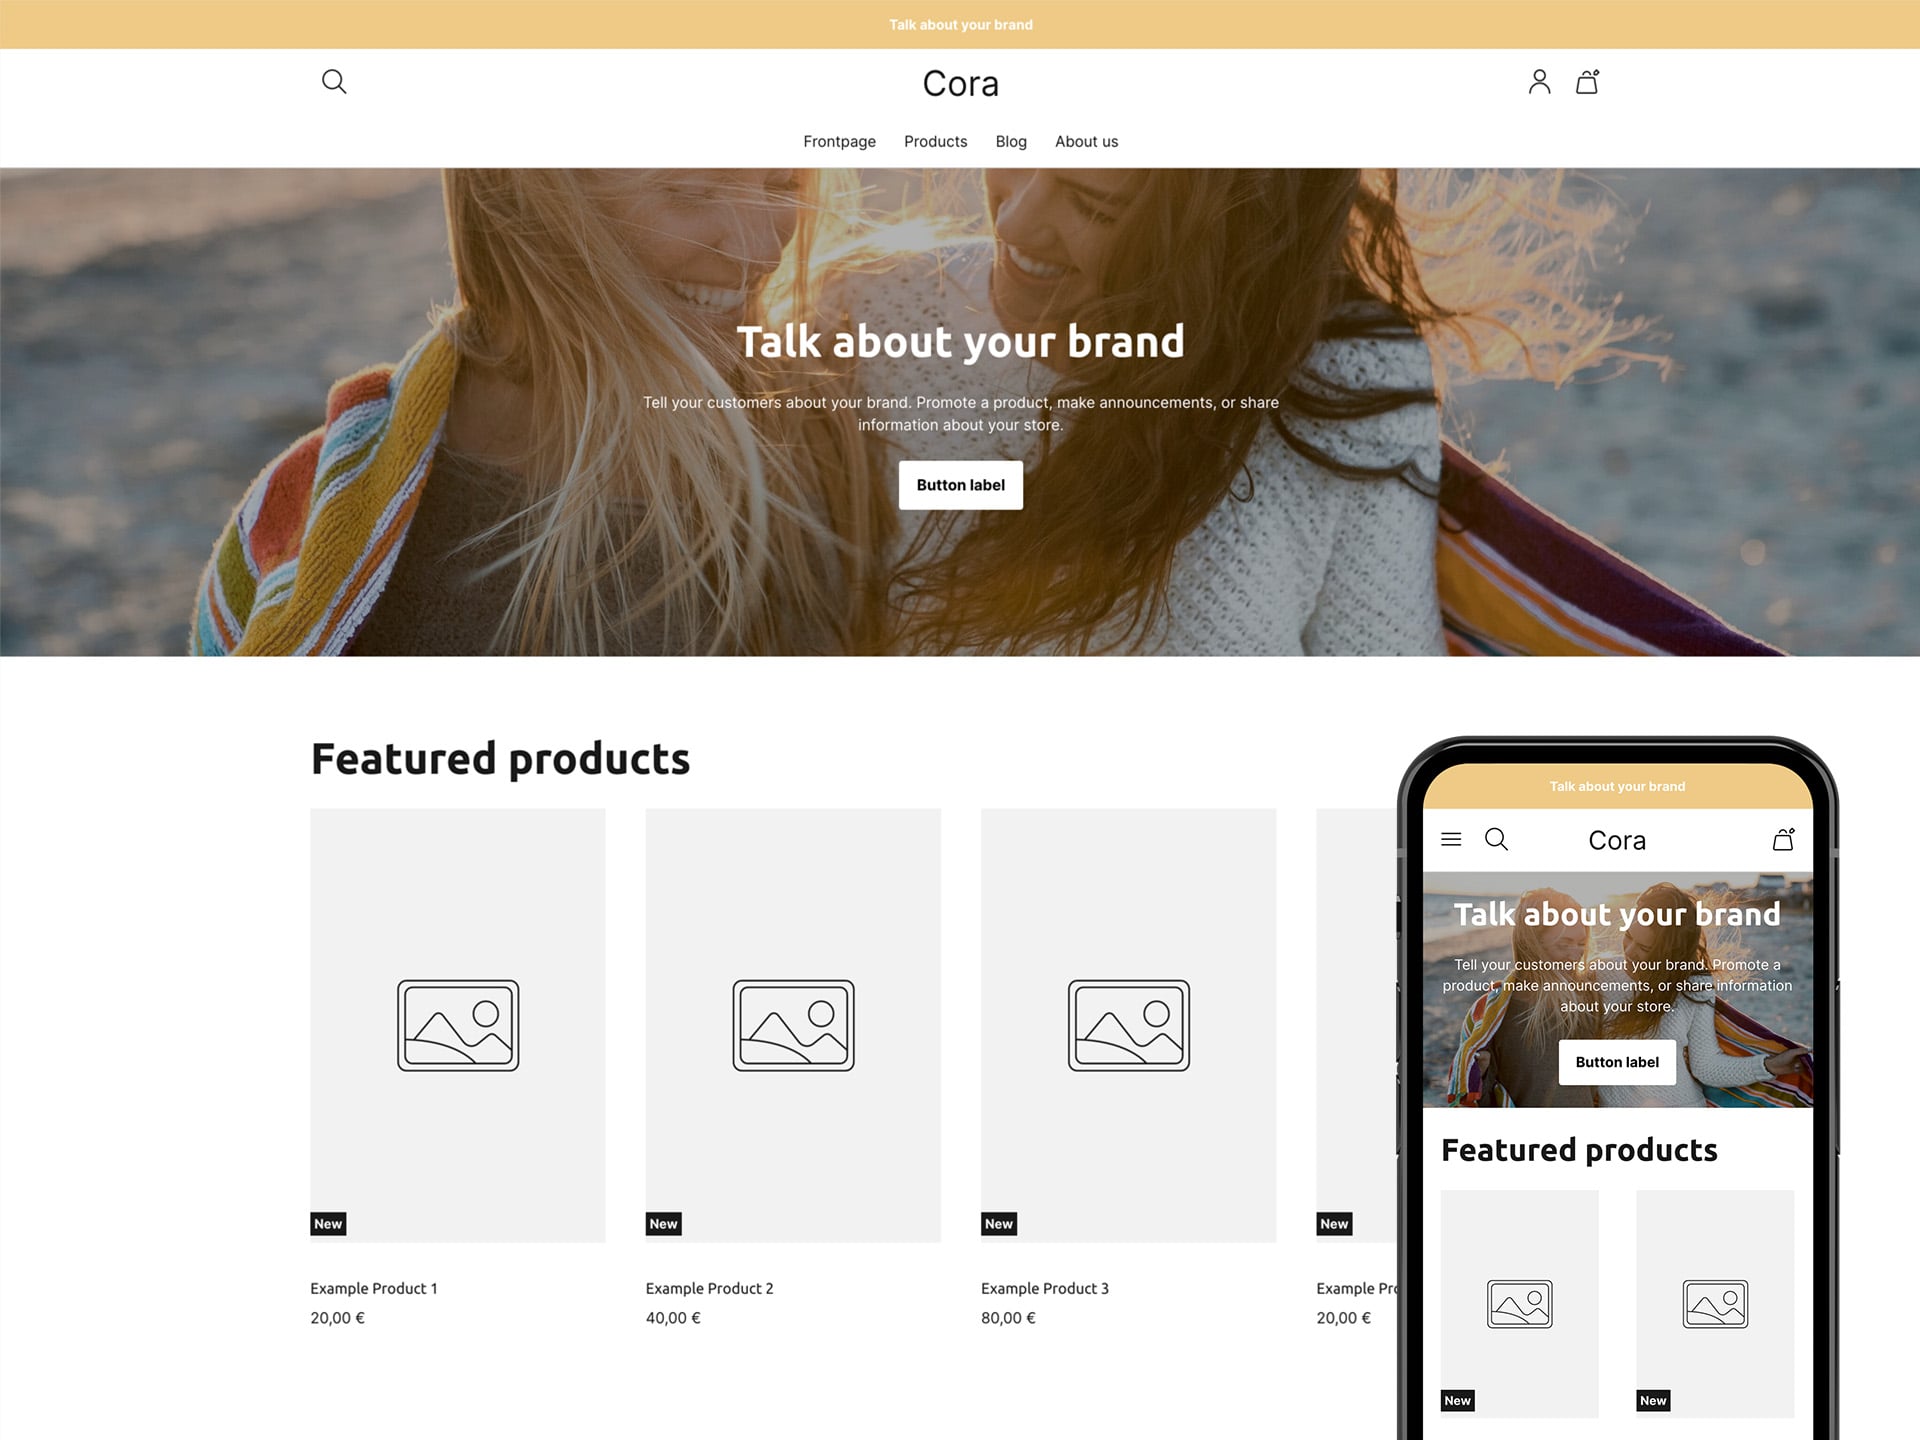 Talk about your brand
Cora
Frontpage Products Blog About us
Talk about your brand
Tell your customers about your brand. Promote a product, make announcements, or share
information about your store.
Button label
Featured products
New
New
New
New
Example Product 1
Example Product 2
Example Product 3
Example Pro
20,00 €
40,00 €
80,00 €
20,00 €
Talk about your brand
Cora
Talk about your brand
Tell your customers about your brand. Promote a
product, make announcements, or share information
about your store.
Button label
Featured products
New
New